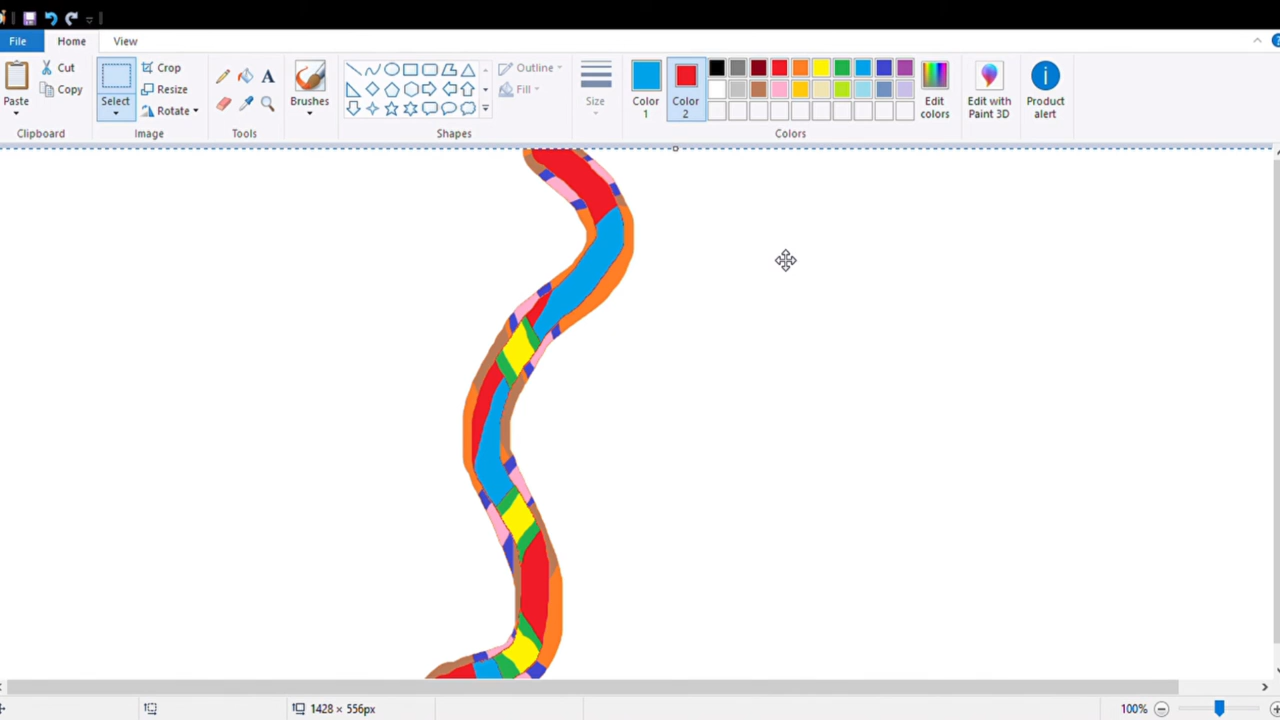 File Home View
Paste Cut Copy
Clipboard
Select Crop Resize Rotate
Image
A
Tools
Brushes
Outline
Fill
Shapes
Size
Color 1
Color 2
Edit colors
Colors
Edit with Paint 3D
Product alert
1428 × 556px
100%